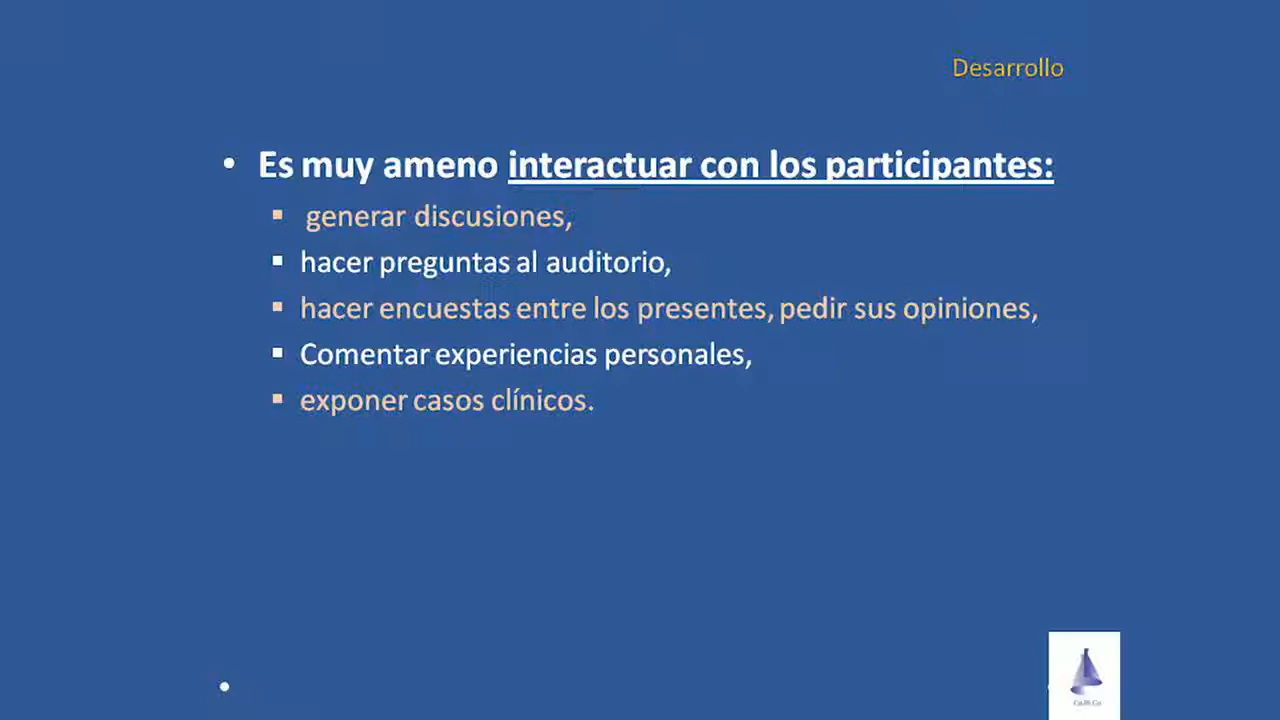 Desarrollo
• Es muy ameno interactuar con los participantes:
▪ generar discusiones,
▪ hacer preguntas al auditorio,
▪ hacer encuestas entre los presentes, pedir sus opiniones,
▪ Comentar experiencias personales,
▪ exponer casos clínicos.
•